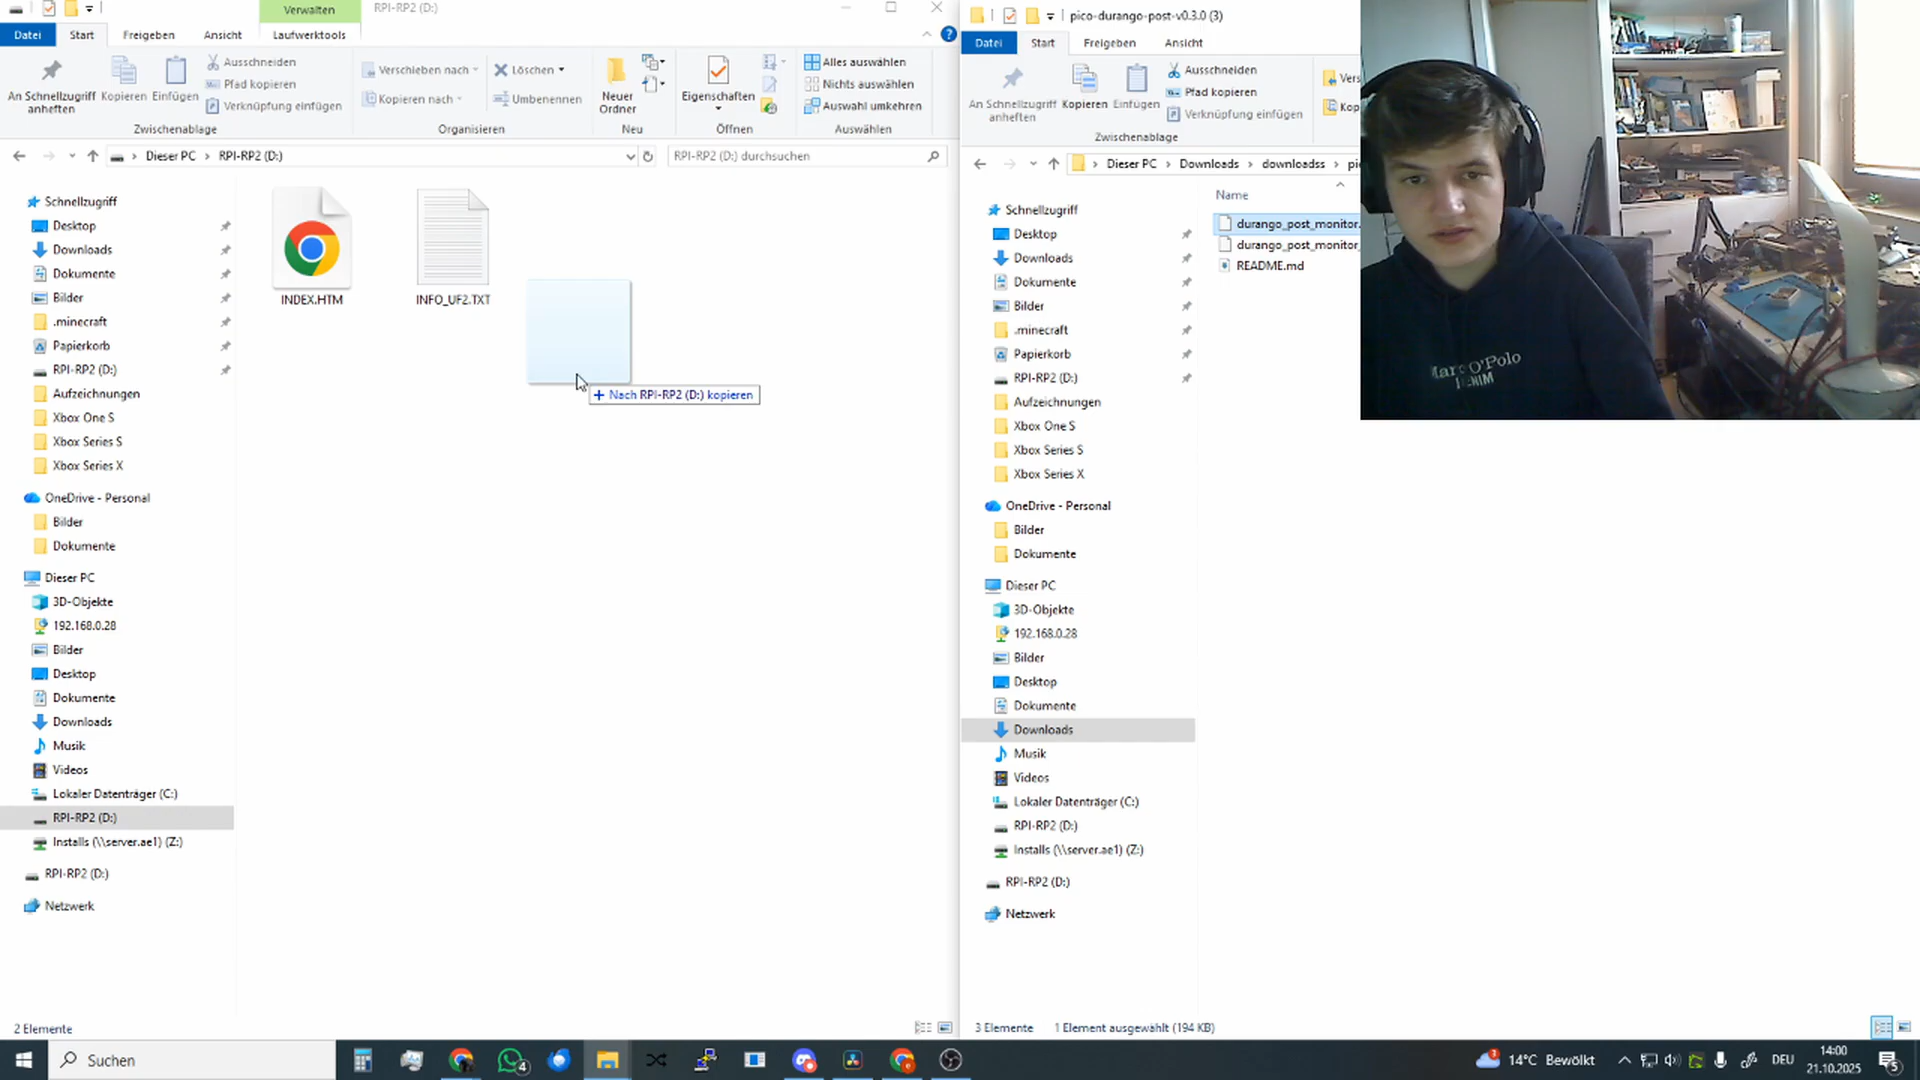 Verwalten
RPI-RP2 (D:)
Datei
Start
Freigeben
Ansicht
Laufwerktools
An Schnellzugriff anheften
Kopieren
Einfügen
Ausschneiden
Pfad kopieren
Verknüpfung einfügen
Zwischenablage
Verschieben nach
Kopieren nach
Löschen
Umbenennen
Organisieren
Neuer Ordner
Neu
Eigenschaften
Öffnen
Alles auswählen
Nichts auswählen
Auswahl umkehren
Auswählen
Dieser PC
RPI-RP2 (D:)
RPI-RP2 (D:) durchsuchen
Schnellzugriff
Desktop
Downloads
Dokumente
Bilder
.minecraft
Papierkorb
RPI-RP2 (D:)
Aufzeichnungen
Xbox One S
Xbox Series S
Xbox Series X
OneDrive - Personal
Bilder
Dokumente
Dieser PC
3D-Objekte
192.168.0.28
Bilder
Desktop
Dokumente
Downloads
Musik
Videos
Lokaler Datenträger (C:)
RPI-RP2 (D:)
Installs (\\server.ae1) (Z:)
RPI-RP2 (D:)
Netzwerk
INDEX.HTM
INFO_UF2.TXT
Nach RPI-RP2 (D:) kopieren
2 Elemente
pico-durango-post-v0.3.0 (3)
Datei
Start
Freigeben
Ansicht
An Schnellzugriff anheften
Kopieren
Einfügen
Ausschneiden
Pfad kopieren
Verknüpfung einfügen
Zwischenablage
Vers
Kop
Dieser PC
Downloads
downloadss
pi
Name
durango_post_monitor.
durango_post_monitor_
README.md
Schnellzugriff
Desktop
Downloads
Dokumente
Bilder
.minecraft
Papierkorb
RPI-RP2 (D:)
Aufzeichnungen
Xbox One S
Xbox Series S
Xbox Series X
OneDrive - Personal
Bilder
Dokumente
Dieser PC
3D-Objekte
192.168.0.28
Bilder
Desktop
Dokumente
Downloads
Musik
Videos
Lokaler Datenträger (C:)
RPI-RP2 (D:)
Installs (\\server.ae1) (Z:)
RPI-RP2 (D:)
Netzwerk
3 Elemente
1 Element ausgewählt (194 KB)
Marc O'Polo
DENIM
Suchen
4
14°C Bewölkt
DEU
14:00
21.10.2025
5